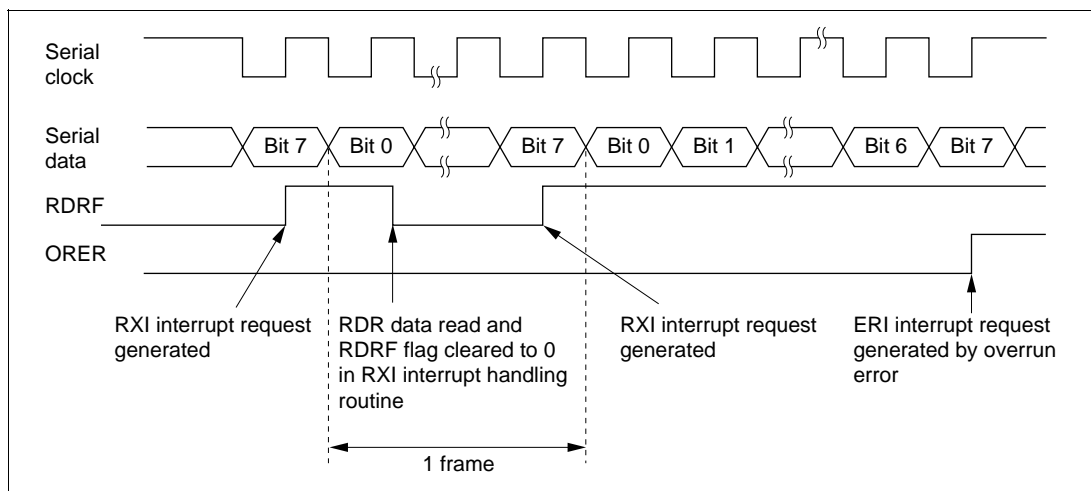 Serial
clock
Serial
data
Bit 7
Bit 0
Bit 7
Bit 0
Bit 1
Bit 6
Bit 7
RDRF
ORER
RXI interrupt request
generated
RDR data read and
RDRF flag cleared to 0
in RXI interrupt handling
routine
RXI interrupt request
generated
ERI interrupt request
generated by overrun
error
1 frame